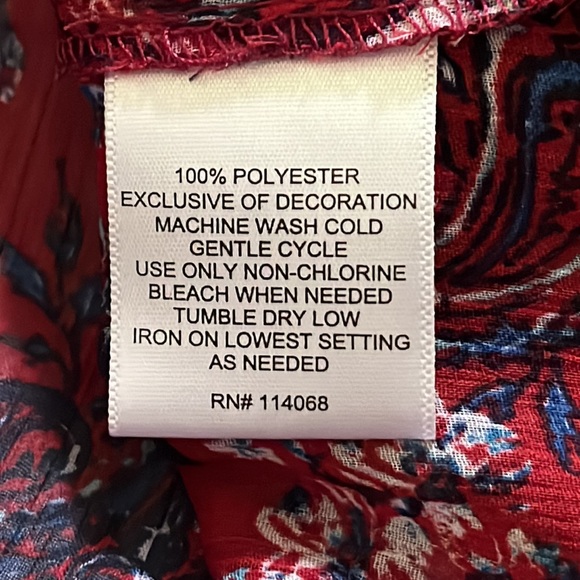 100% POLYESTER
EXCLUSIVE OF DECORATION
MACHINE WASH COLD
GENTLE CYCLE
USE ONLY NON-CHLORINE
BLEACH WHEN NEEDED
TUMBLE DRY LOW
IRON ON LOWEST SETTING
AS NEEDED
RN# 114068